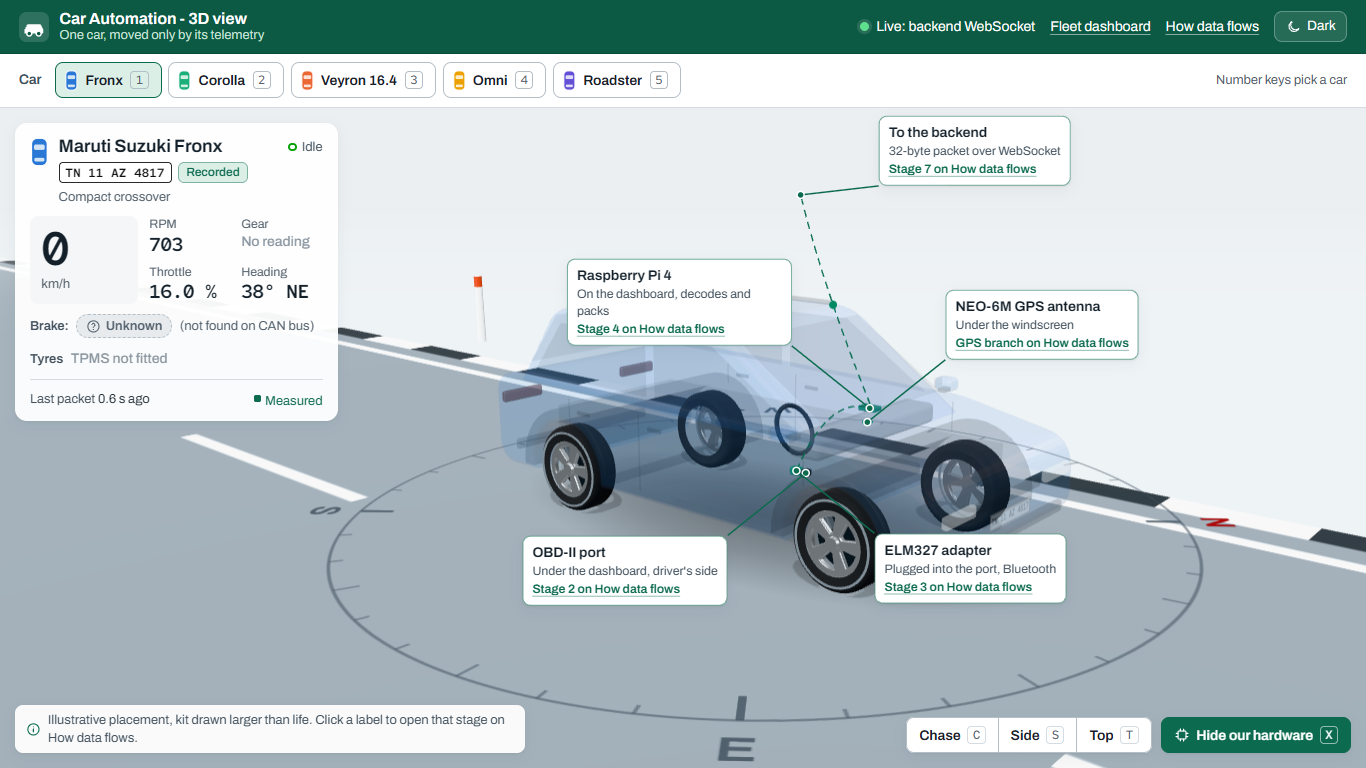 Car Automation - 3D view
One car, moved only by its telemetry
Live: backend WebSocket
Fleet dashboard
How data flows
Dark
Car
Fronx 1
Corolla 2
Veyron 16.4 3
Omni 4
Roadster 5
Number keys pick a car
Maruti Suzuki Fronx
Idle
TN 11 AZ 4817
Recorded
Compact crossover
0
km/h
RPM
703
Gear
No reading
Throttle
16.0 %
Heading
38° NE
Brake: Unknown (not found on CAN bus)
Tyres TPMS not fitted
Last packet 0.6 s ago
Measured
To the backend
32-byte packet over WebSocket
Stage 7 on How data flows
Raspberry Pi 4
On the dashboard, decodes and
packs
Stage 4 on How data flows
NEO-6M GPS antenna
Under the windscreen
GPS branch on How data flows
OBD-II port
Under the dashboard, driver's side
Stage 2 on How data flows
ELM327 adapter
Plugged into the port, Bluetooth
Stage 3 on How data flows
S
N
E
Illustrative placement, kit drawn larger than life. Click a label to open that stage on
How data flows.
Chase C
Side S
Top T
Hide our hardware X